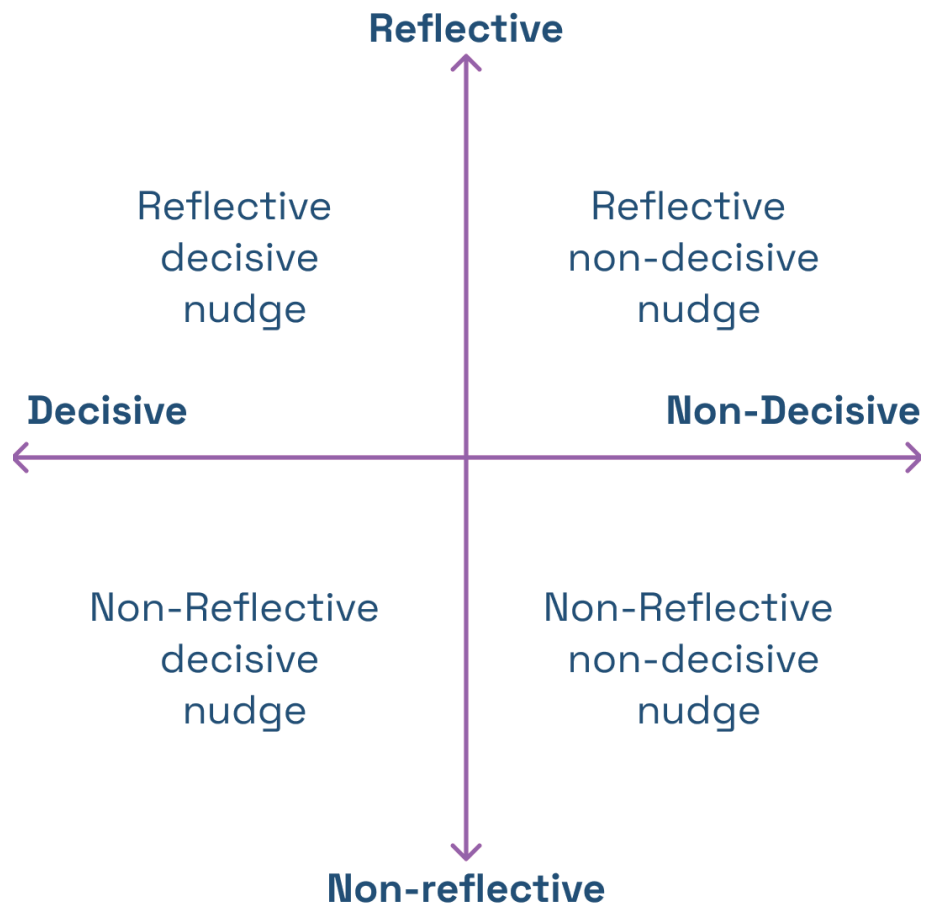 Reflective
Reflective
decisive
nudge
Reflective
non-decisive
nudge
Decisive
Non-Decisive
Non-Reflective
decisive
nudge
Non-Reflective
non-decisive
nudge
Non-reflective